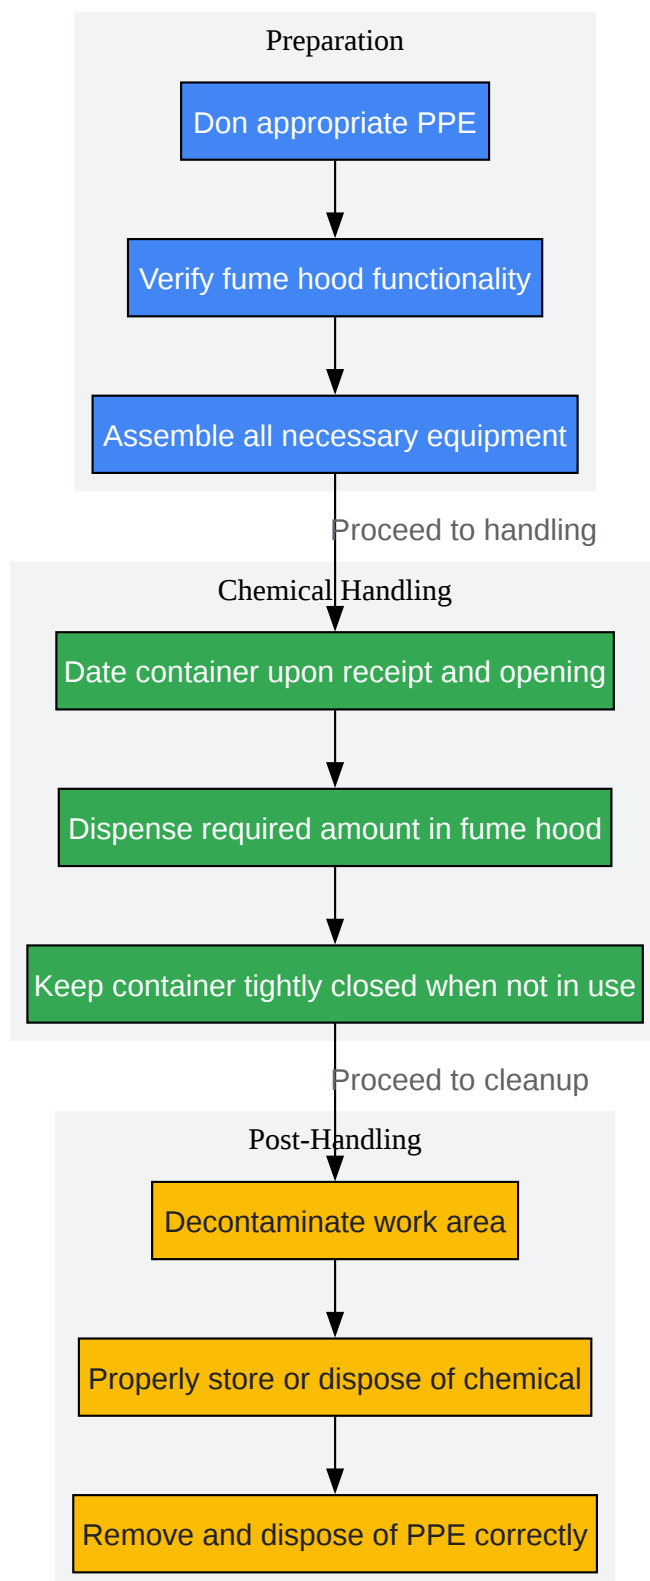 Preparation
Don appropriate PPE
Verify fume hood functionality
Assemble all necessary equipment
Proceed to handling
Chemical Handling
Date container upon receipt and opening
Dispense required amount in fume hood
Keep container tightly closed when not in use
Proceed to cleanup
Post-Handling
Decontaminate work area
Properly store or dispose of chemical
Remove and dispose of PPE correctly